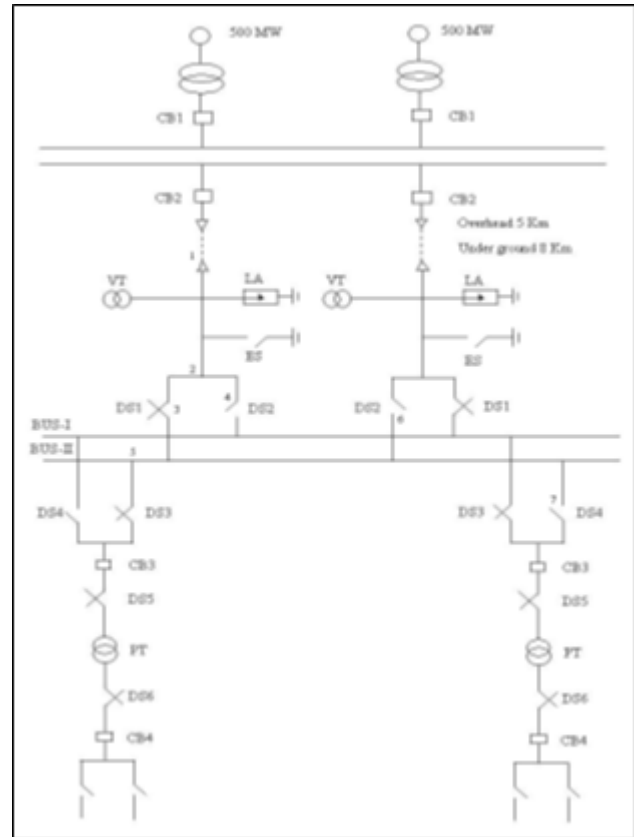 500 MW 500 MW
CB1 CB1
CB2 CB2
Overhead 5 Km
1 Under ground 8 Km
VT LA VT LA
ES ES
2
DS1 3 4 DS2 DS2 6 DS1
BUS-I
BUS-II 3
DS4 DS3 DS3 7 DS4
CB3 CB3
DS5 DS5
PT PT
DS6 DS6
CB4 CB4